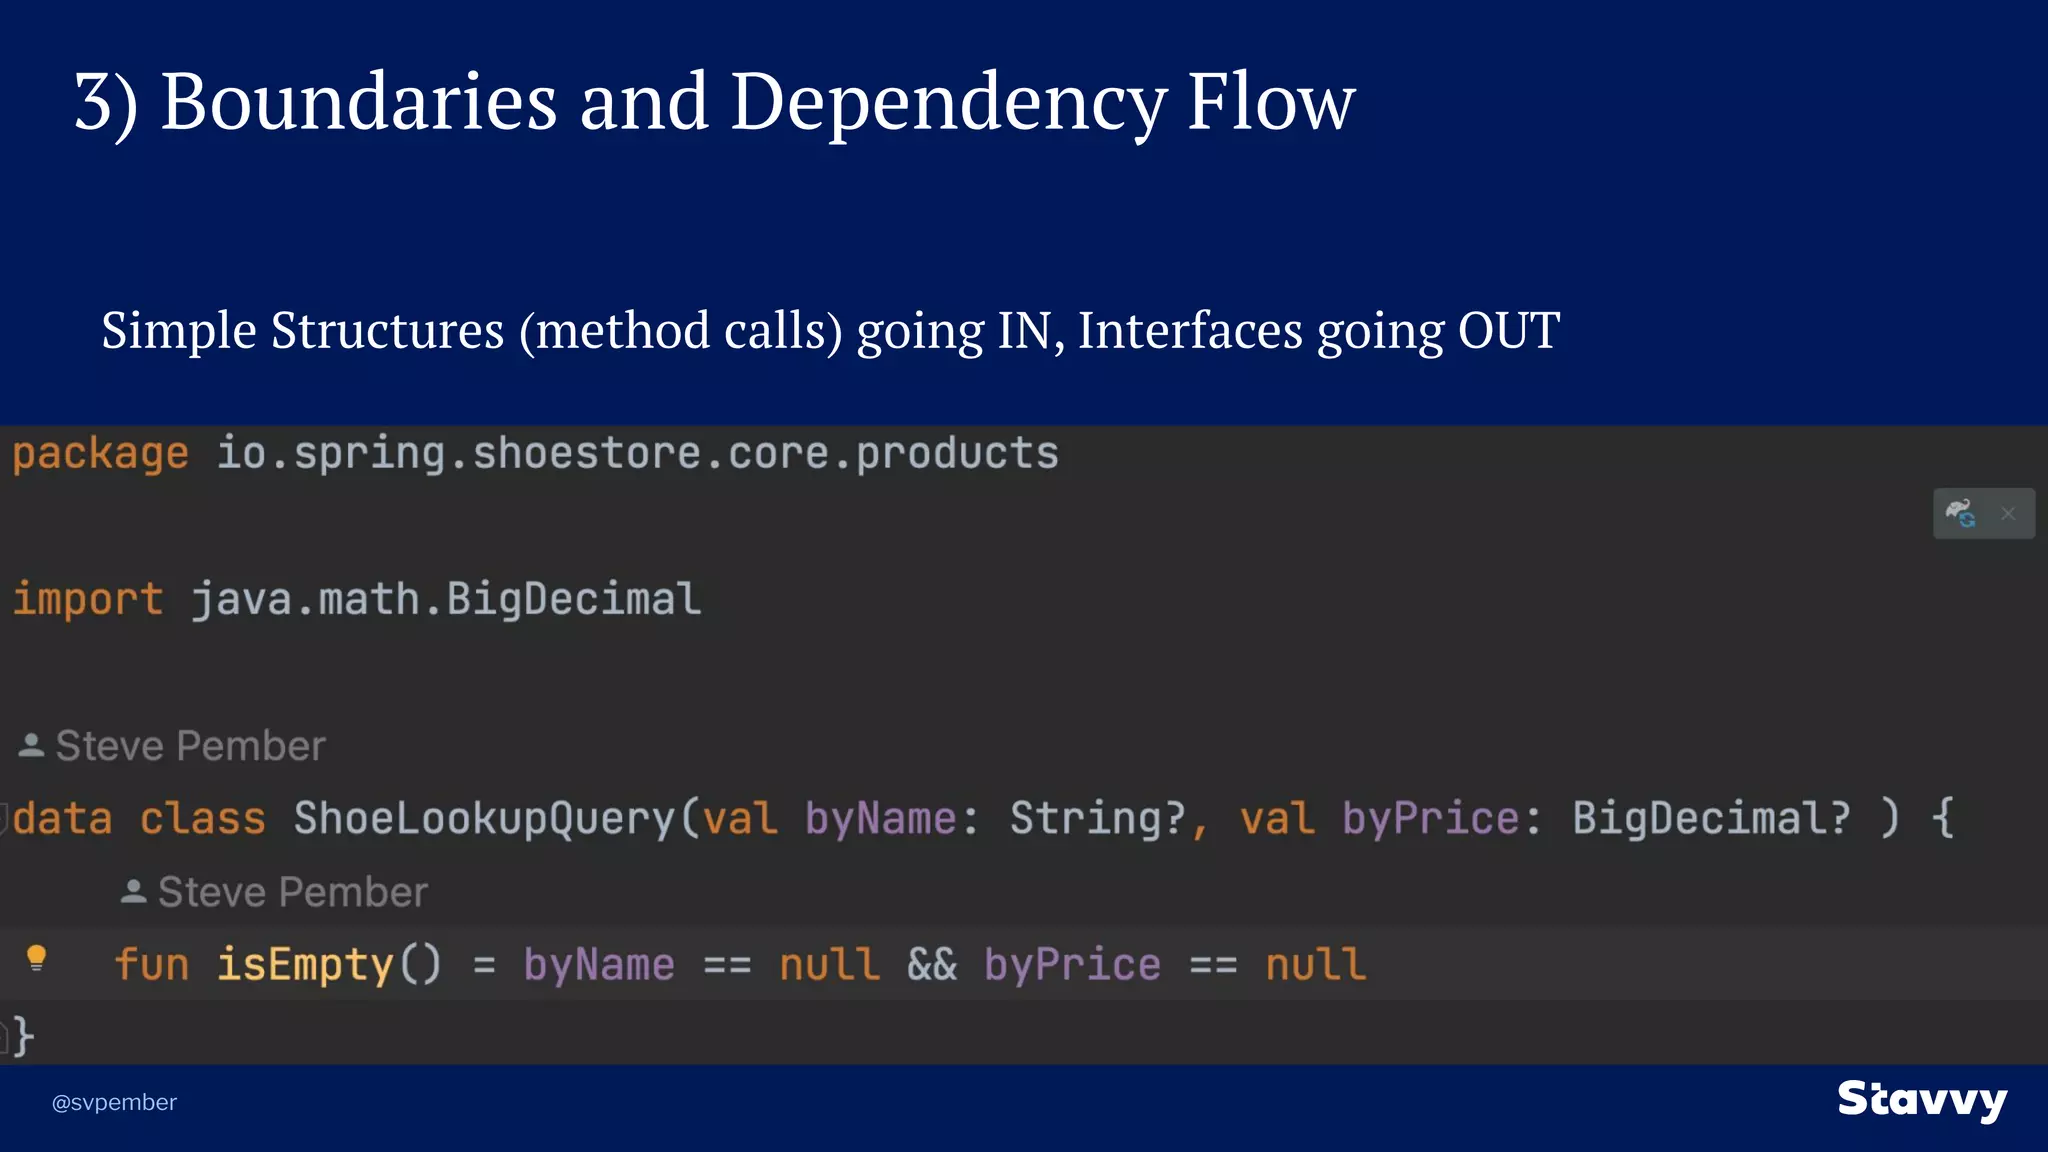 3) Boundaries and Dependency Flow
Simple Structures (method calls) going IN, Interfaces going OUT
package io.spring.shoestore.core.products
import java.math.BigDecimal
Steve Pember
data class ShoeLookupQuery(val byName: String?, val byPrice: BigDecimal? ) {
Steve Pember
fun isEmpty() = byName == null && byPrice == null
}
@svpember
Stavvy